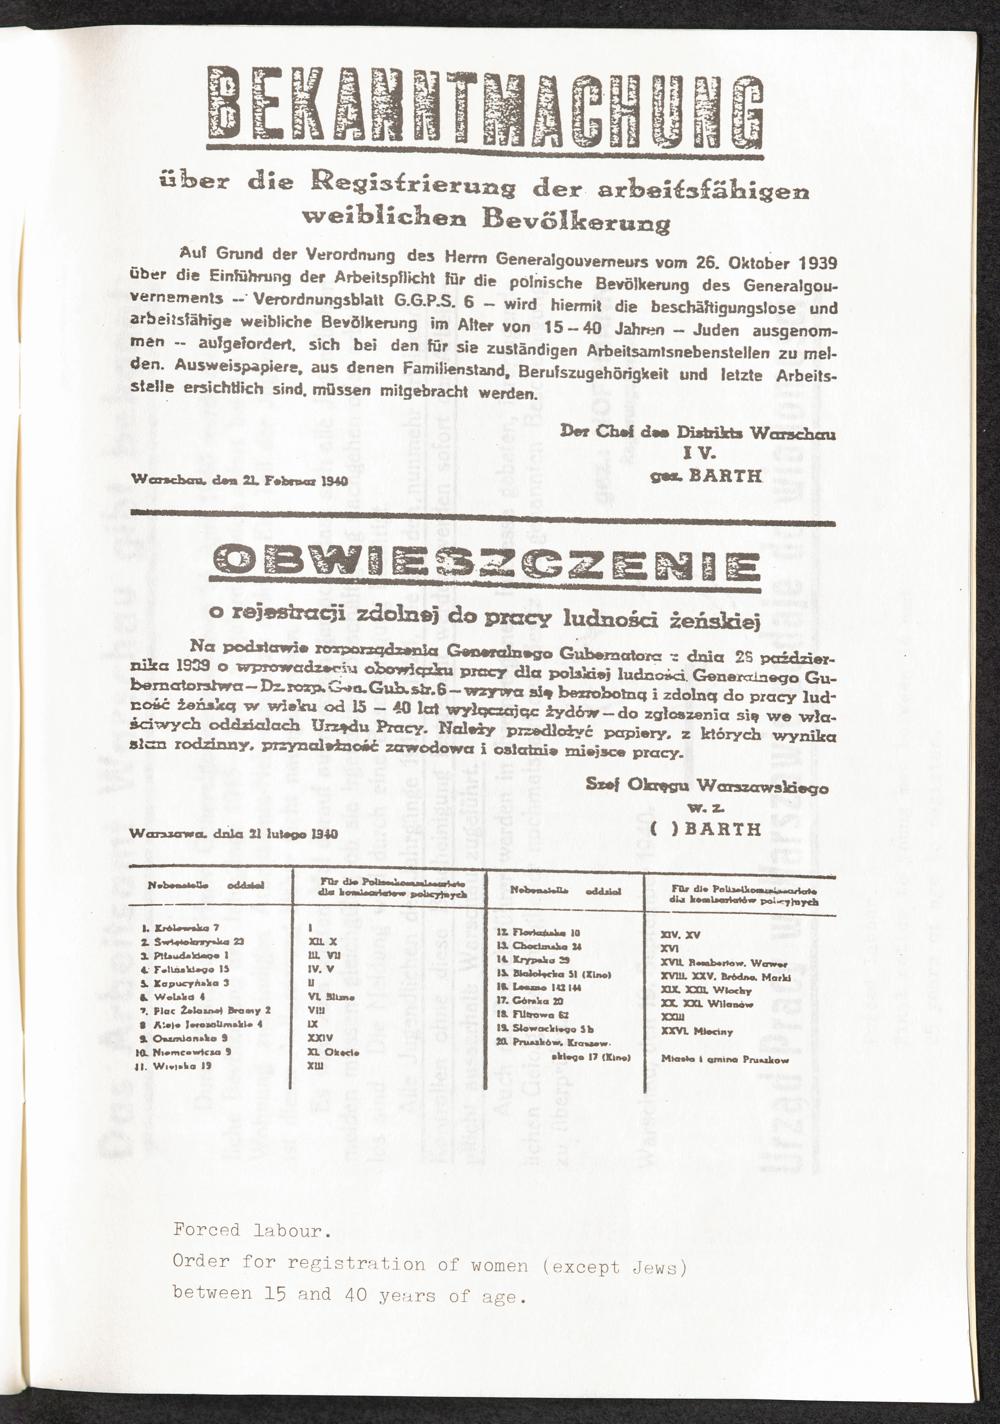 BEKANNTMACHUNG
über die Registrierung der arbeitsfähigen
weiblichen Bevölkerung
Auf Grund der Verordnung des Herrn Generalgouverneurs vom 26. Oktober 1939
über die Einführung der Arbeitspflicht für die polnische Bevölkerung des Generalgou-
vernements — Verordnungsblatt G.G.P.S. 6 — wird hiermit die beschäftigungslose und
arbeitsfähige weibliche Bevölkerung im Alter von 15 — 40 Jahren — Juden ausgenom-
men — aufgefordert, sich bei den für sie zuständigen Arbeitsamtsnebenstellen zu mel-
den. Ausweispapiere, aus denen Familienstand, Berufszugehörigkeit und letzte Arbeits-
stelle ersichtlich sind, müssen mitgebracht werden.
Der Chef des Distrikts Warschau
I V.
gez. BARTH
Warschau, den 21. Februar 1940
OBWIESZCZENIE
o rejestracji zdolnej do pracy ludności żeńskiej
Na podstawie rozporządzenia Generalnego Gubernatora z dnia 26 paździer-
nika 1939 o wprowadzeniu obowiązku pracy dla polskiej ludności Generalnego Gu-
bernatorstwa — Dz. rozp. Gen. Gub. str. 6 — wzywa się bezrobotną i zdolną do pracy lud-
ność żeńską w wieku od 15 — 40 lat wyłączając żydów — do zgłoszenia się we wła-
ściwych oddziałach Urzędu Pracy. Należy przedłożyć papiery, z których wynika
stan rodzinny, przynależność zawodowa i ostatnie miejsce pracy.
Szef Okręgu Warszawskiego
w. z.
( ) BARTH
Warszawa, dnia 21 lutego 1940
Nebenstelle oddział
Für die Polizeikommissariate
dla komisariatów policyjnych
Nebenstelle oddział
Für die Polizeikommissariate
dla komisariatów policyjnych
1. Królewska 7 I
2. Świętokrzyska 23 XII, X
3. Piłsudskiego 1 III, VII
4. Felińskiego 15 IV, V
5. Kapucyńska 3 II
6. Wolska 4 VI,
7. Plac Żelaznej Bramy 2 VIII
8 Aleje Jerozolimskie 4 IX
9. Oszmiańska 9 XXIV
10. Niemcewicza 9 XI, Okęcie
11. Wiejska 19 XIII
12. Floriańska 10 XIV, XV
13. Chocimska 24 XVI
14. Krypska 39 XVII, Rembertów, Wawer
15. Białołęcka 51 (Kino) XVIII, XXV, Bródno, Marki
16. Leszno 142 144 XIX, XXII, Włochy
17. Górska 20 XX, XXI, Wilanów
18. Filtrowa 62 XXIII
19. Słowackiego 5 b XXVI, Młociny
20. Pruszków, Kraszew-
skiego 17 (Kino) Miasto i gmina Pruszków
Forced labour.
Order for registration of women (except Jews)
between 15 and 40 years of age.